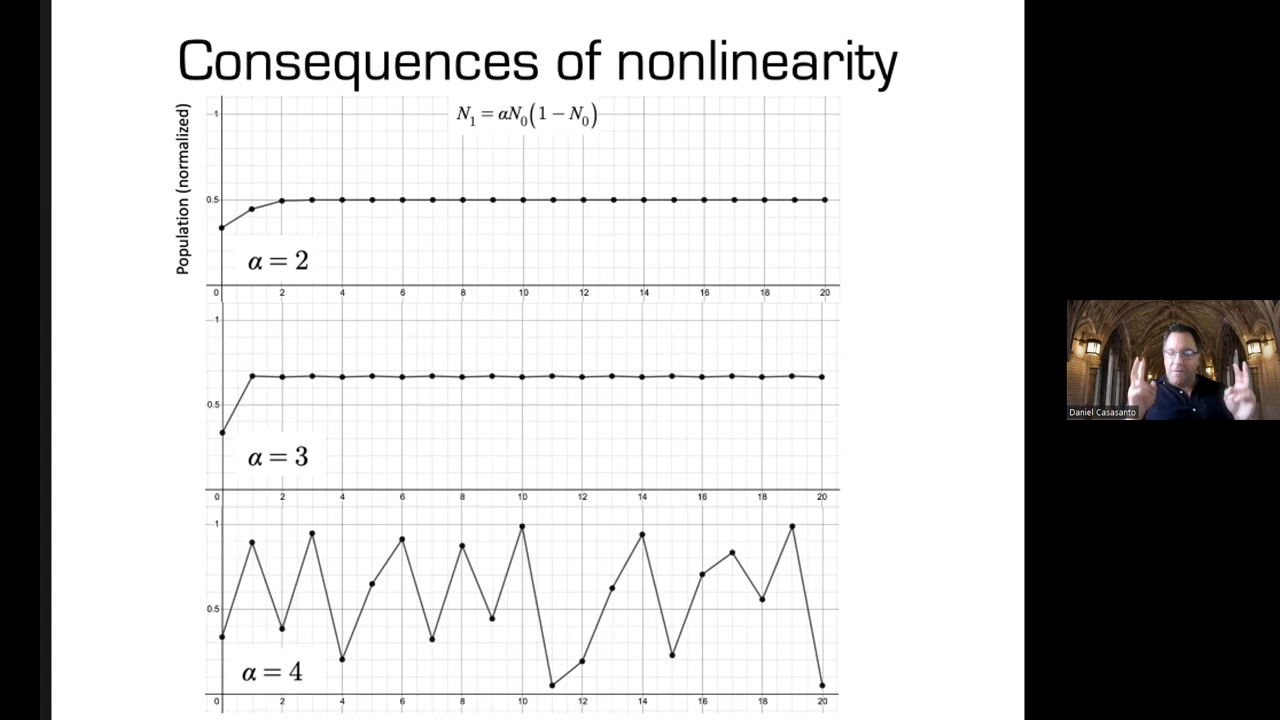 Consequences of nonlinearity
Population (normalized)
N₁ = αN₀(1 − N₀)
1
0.5
α = 2
0 2 4 6 8 10 12 14 16 18 20
1
0.5
α = 3
0 2 4 6 8 10 12 14 16 18 20
1
0.5
α = 4
0 2 4 6 8 10 12 14 16 18 20
Daniel Casasanto